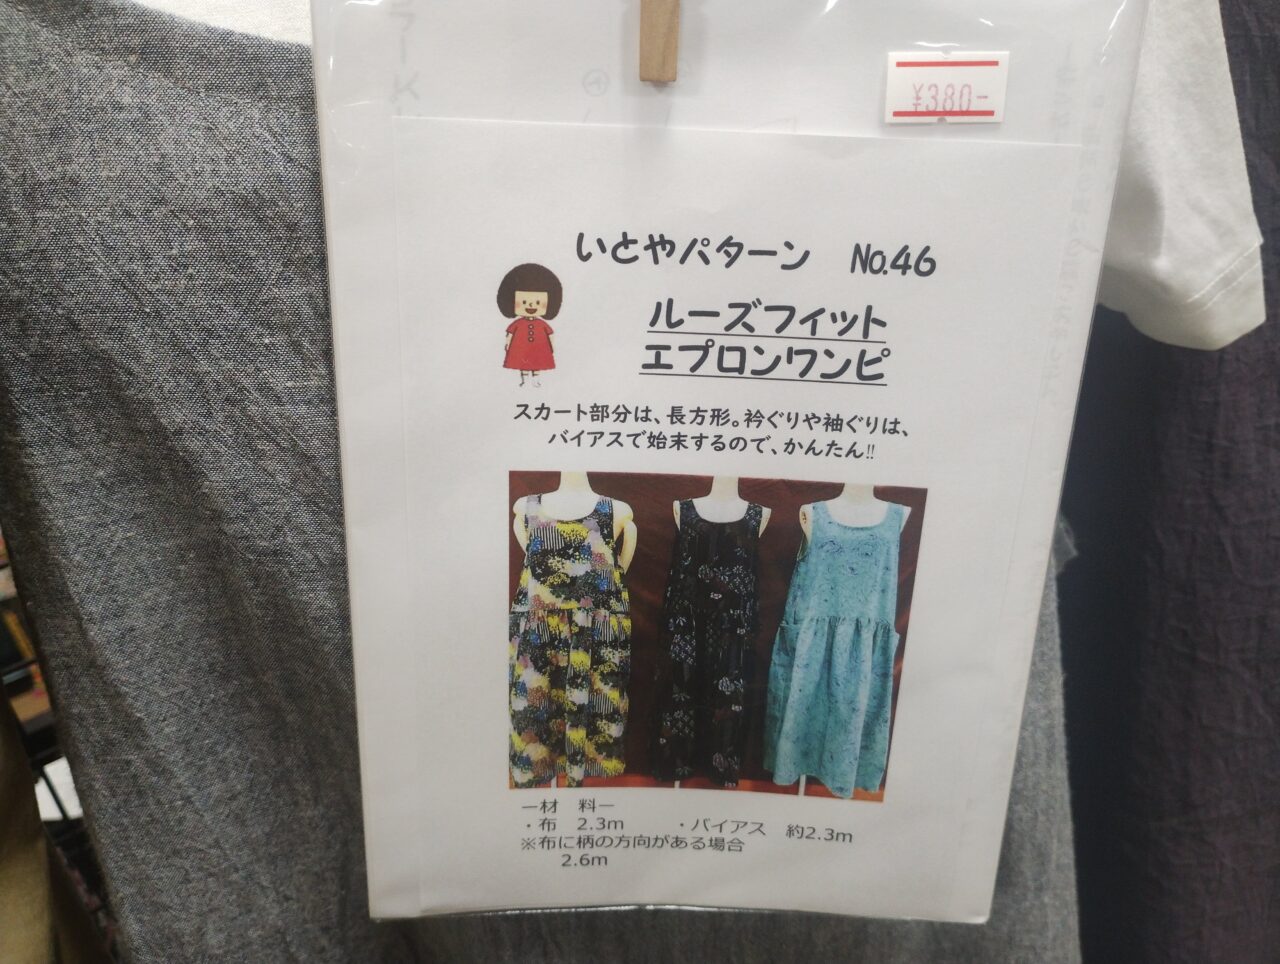 ¥380-
いとやパターン No.46
ルーズフィット
エプロンワンピ
スカート部分は、長方形。衿ぐりや袖ぐりは、
バイアスで始末するので、かんたん!!
ー材 料ー
・布 2.3m ・バイアス 約2.3m
※布に柄の方向がある場合
2.6m